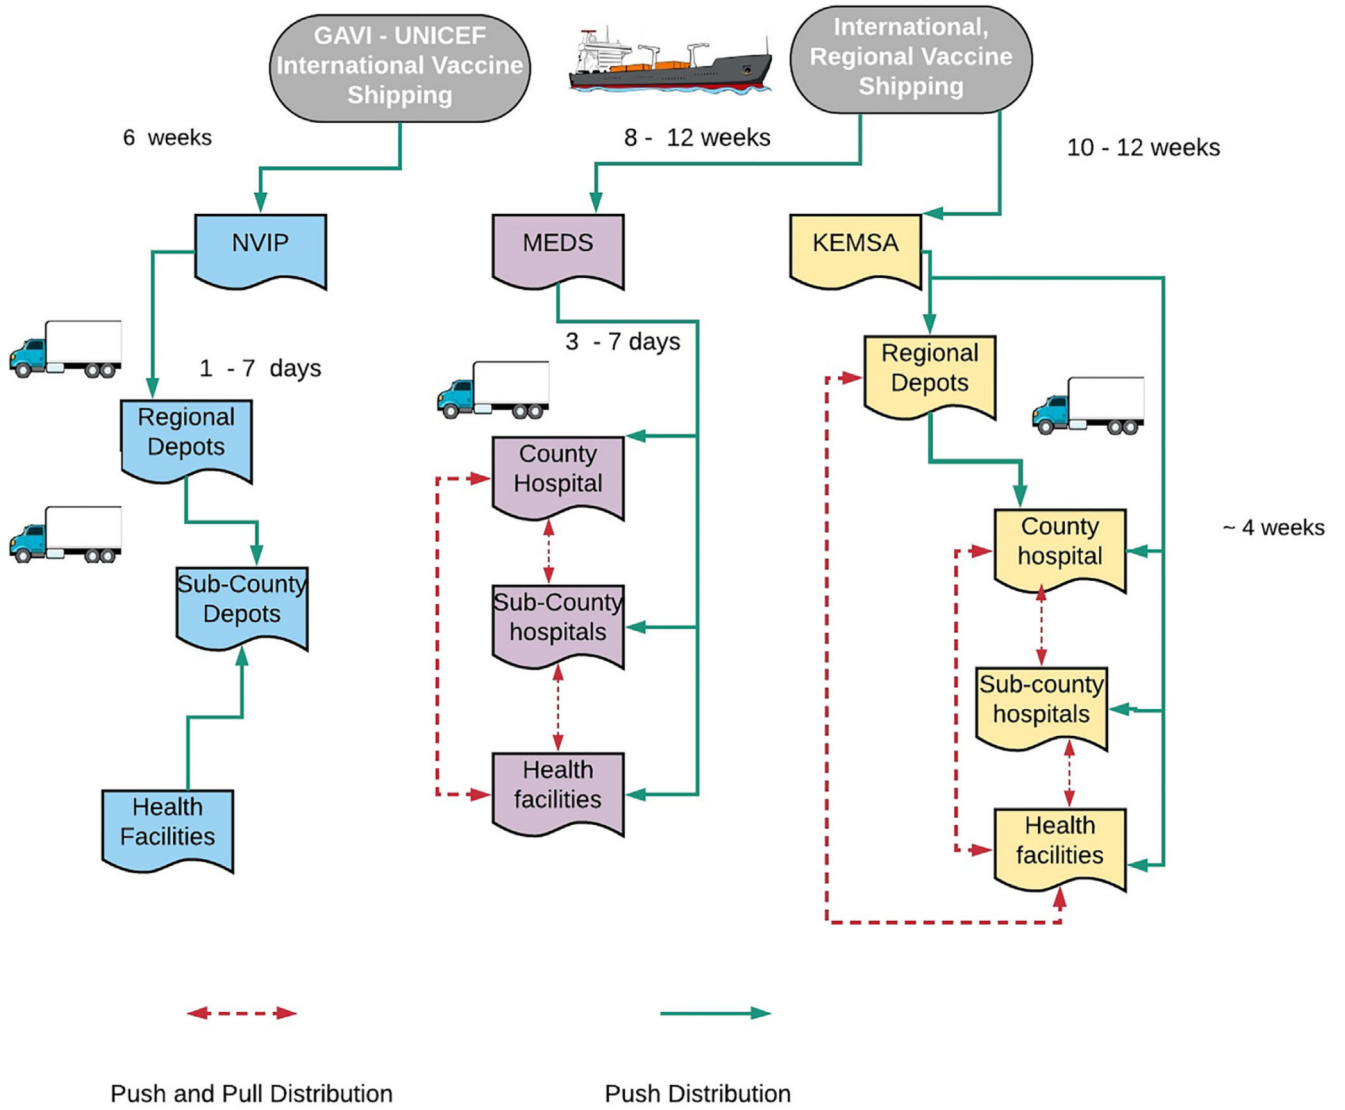 GAVI - UNICEF
International Vaccine
Shipping
International,
Regional Vaccine
Shipping
6 weeks
8 - 12 weeks
10 - 12 weeks
NVIP
MEDS
KEMSA
1 - 7 days
3 - 7 days
Regional
Depots
Regional
Depots
County
Hospital
County
hospital
~ 4 weeks
Sub-County
Depots
Sub-County
hospitals
Sub-county
hospitals
Health
Facilities
Health
facilities
Health
facilities
Push and Pull Distribution
Push Distribution